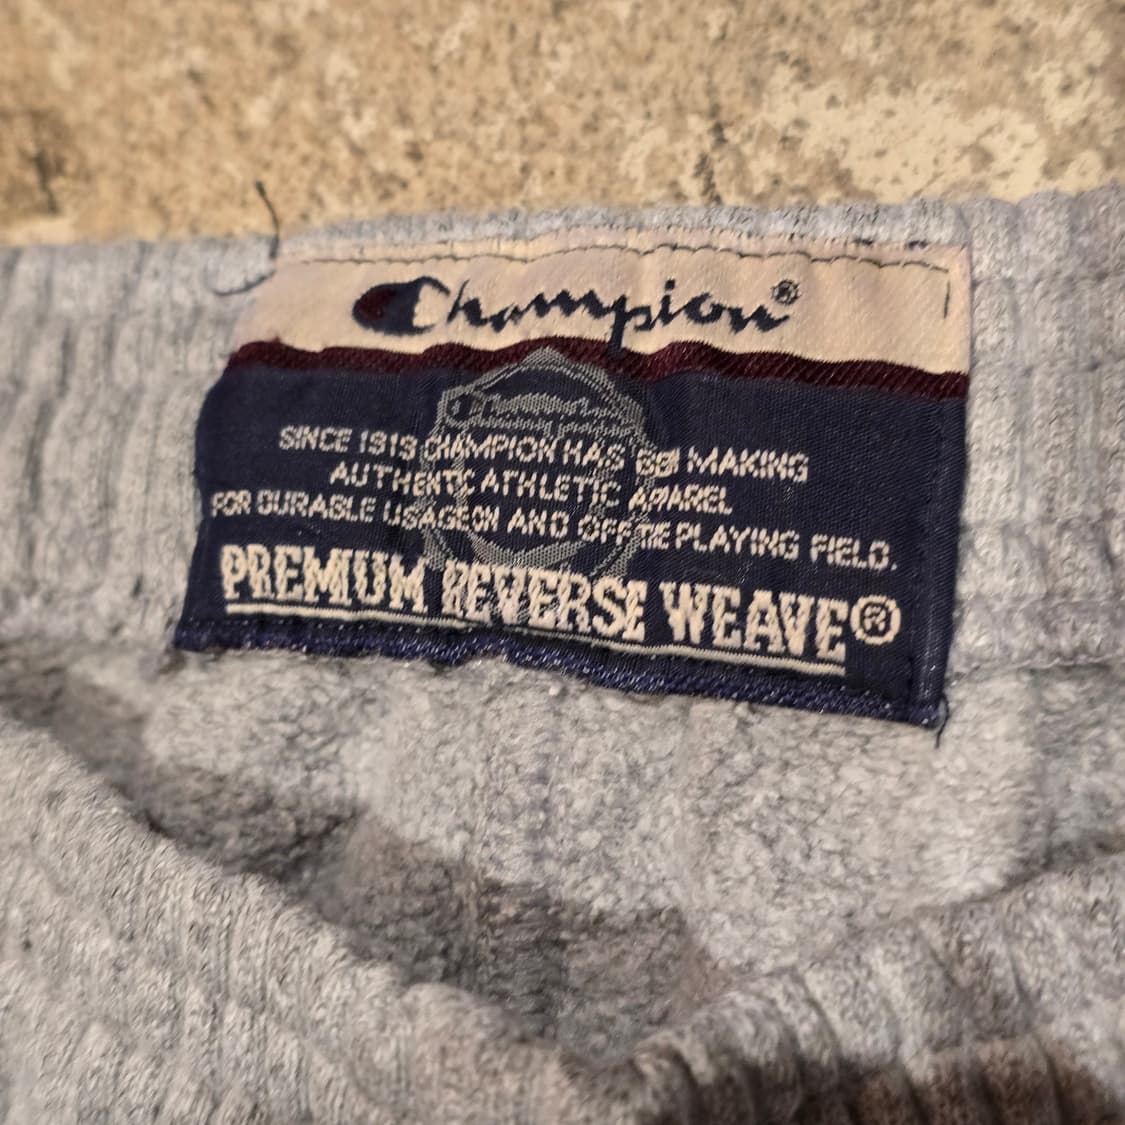 Champion®
Champion
SINCE 1919 CHAMPION HAS BEEN MAKING
AUTHENTIC ATHLETIC APPAREL
FOR DURABLE USAGE ON AND OFF THE PLAYING FIELD.
PREMIUM REVERSE WEAVE®